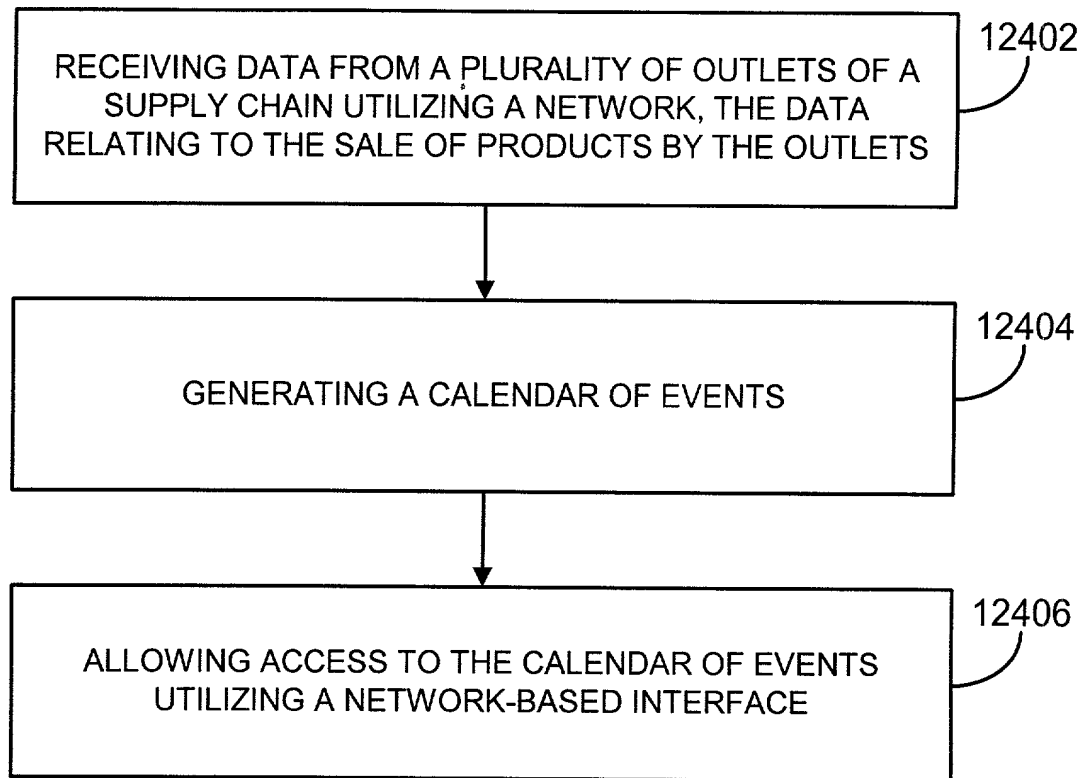 12402
RECEIVING DATA FROM A PLURALITY OF OUTLETS OF A
SUPPLY CHAIN UTILIZING A NETWORK, THE DATA
RELATING TO THE SALE OF PRODUCTS BY THE OUTLETS
12404
GENERATING A CALENDAR OF EVENTS
12406
ALLOWING ACCESS TO THE CALENDAR OF EVENTS
UTILIZING A NETWORK-BASED INTERFACE